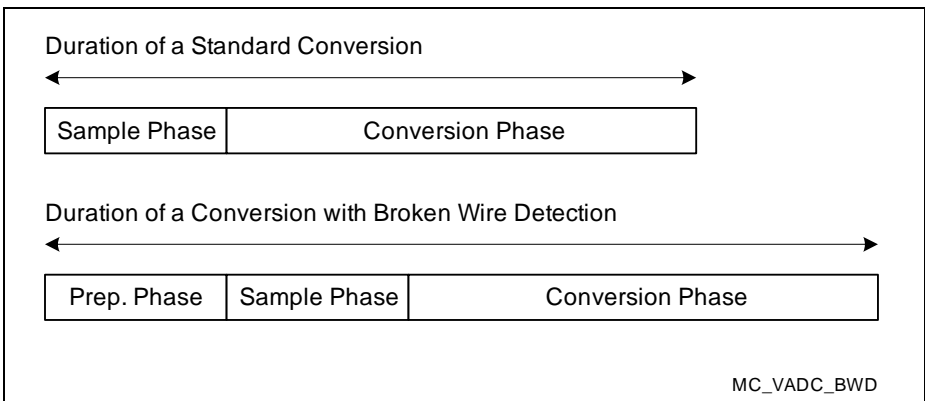 Duration of a Standard Conversion
Sample Phase Conversion Phase
Duration of a Conversion with Broken Wire Detection
Prep. Phase Sample Phase Conversion Phase
MC_VADC_BWD